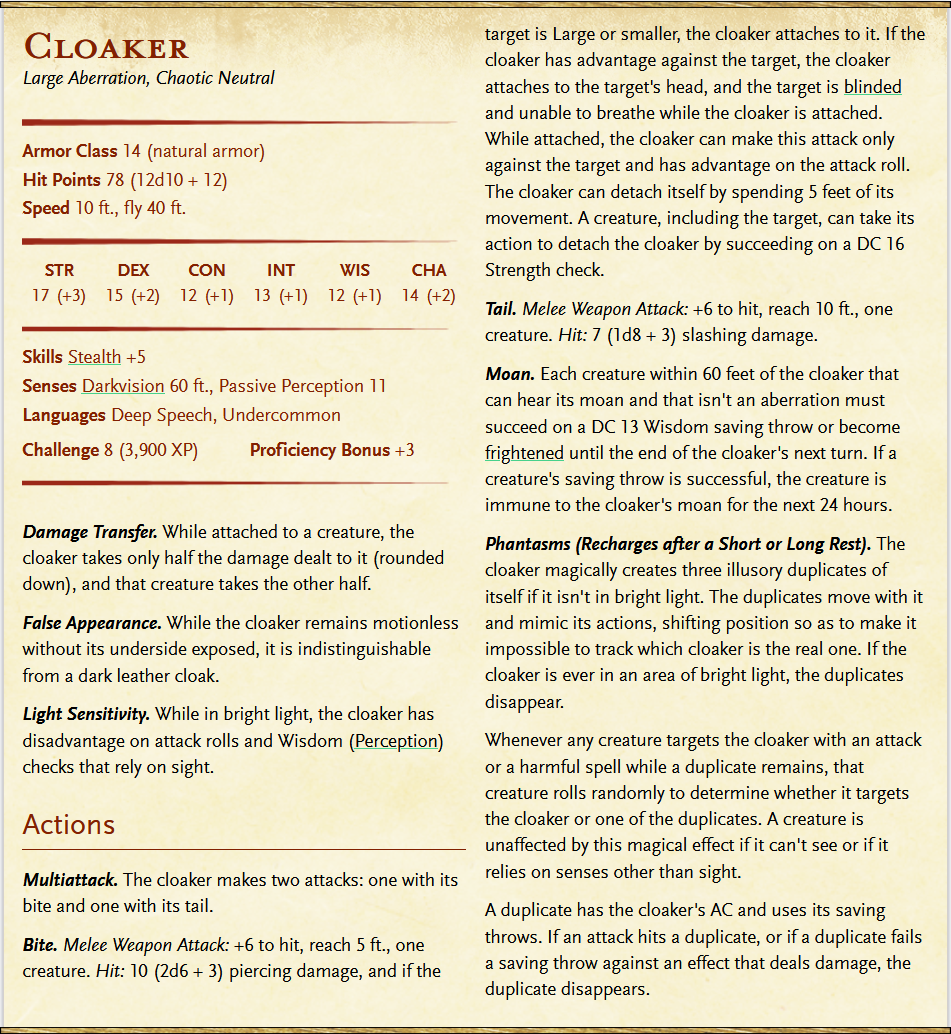 CLOAKER
Large Aberration, Chaotic Neutral
Armor Class 14 (natural armor)
Hit Points 78 (12d10 + 12)
Speed 10 ft., fly 40 ft.
STR DEX CON INT WIS CHA
17 (+3) 15 (+2) 12 (+1) 13 (+1) 12 (+1) 14 (+2)
Skills Stealth +5
Senses Darkvision 60 ft., Passive Perception 11
Languages Deep Speech, Undercommon
Challenge 8 (3,900 XP) Proficiency Bonus +3
Damage Transfer. While attached to a creature, the
cloaker takes only half the damage dealt to it (rounded
down), and that creature takes the other half.
False Appearance. While the cloaker remains motionless
without its underside exposed, it is indistinguishable
from a dark leather cloak.
Light Sensitivity. While in bright light, the cloaker has
disadvantage on attack rolls and Wisdom (Perception)
checks that rely on sight.
Actions
Multiattack. The cloaker makes two attacks: one with its
bite and one with its tail.
Bite. Melee Weapon Attack: +6 to hit, reach 5 ft., one
creature. Hit: 10 (2d6 + 3) piercing damage, and if the
target is Large or smaller, the cloaker attaches to it. If the
cloaker has advantage against the target, the cloaker
attaches to the target's head, and the target is blinded
and unable to breathe while the cloaker is attached.
While attached, the cloaker can make this attack only
against the target and has advantage on the attack roll.
The cloaker can detach itself by spending 5 feet of its
movement. A creature, including the target, can take its
action to detach the cloaker by succeeding on a DC 16
Strength check.
Tail. Melee Weapon Attack: +6 to hit, reach 10 ft., one
creature. Hit: 7 (1d8 + 3) slashing damage.
Moan. Each creature within 60 feet of the cloaker that
can hear its moan and that isn't an aberration must
succeed on a DC 13 Wisdom saving throw or become
frightened until the end of the cloaker's next turn. If a
creature's saving throw is successful, the creature is
immune to the cloaker's moan for the next 24 hours.
Phantasms (Recharges after a Short or Long Rest). The
cloaker magically creates three illusory duplicates of
itself if it isn't in bright light. The duplicates move with it
and mimic its actions, shifting position so as to make it
impossible to track which cloaker is the real one. If the
cloaker is ever in an area of bright light, the duplicates
disappear.
Whenever any creature targets the cloaker with an attack
or a harmful spell while a duplicate remains, that
creature rolls randomly to determine whether it targets
the cloaker or one of the duplicates. A creature is
unaffected by this magical effect if it can't see or if it
relies on senses other than sight.
A duplicate has the cloaker's AC and uses its saving
throws. If an attack hits a duplicate, or if a duplicate fails
a saving throw against an effect that deals damage, the
duplicate disappears.